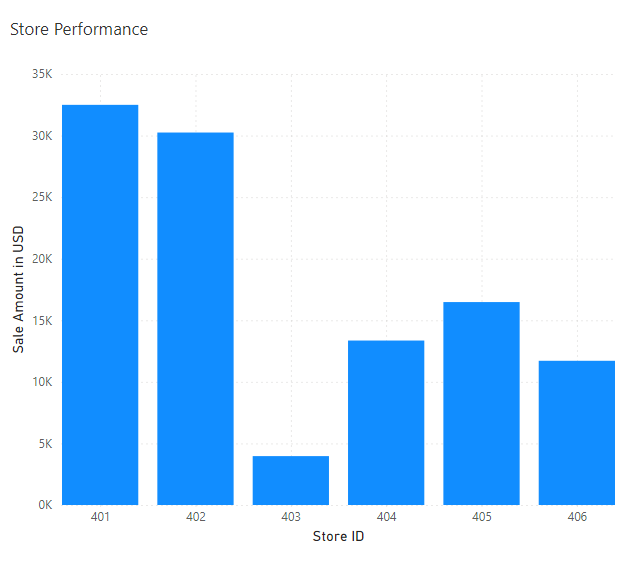 Store Performance
35K
30K
25K
20K
15K
10K
5K
0K
Sale Amount in USD
401 402 403 404 405 406
Store ID